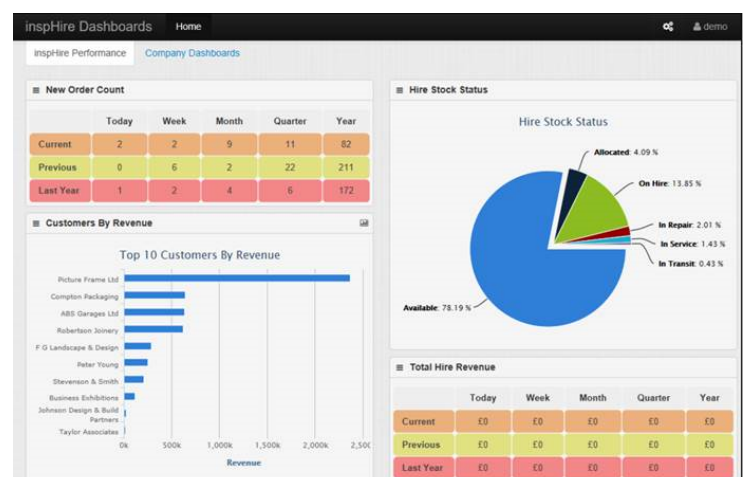 inspHire Dashboards Home demo
inspHire Performance Company Dashboards
New Order Count
Today Week Month Quarter Year
Current 2 2 9 11 82
Previous 0 6 2 22 211
Last Year 1 2 4 6 172
Customers By Revenue
Top 10 Customers By Revenue
Picture Frame Ltd
Compton Packaging
ABS Garages Ltd
Robertson Joinery
F G Landscape & Design
Peter Young
Stevenson & Smith
Business Exhibitions
Johnson Design & Build
Partners
Taylor Associates
0k 500k 1,000k 1,500k 2,000k 2,500
Revenue
Hire Stock Status
Hire Stock Status
Allocated: 4.09 %
On Hire: 13.85 %
In Repair: 2.01 %
In Service: 1.43 %
In Transit: 0.43 %
Available: 78.19 %
Total Hire Revenue
Today Week Month Quarter Year
Current £0 £0 £0 £0 £0
Previous £0 £0 £0 £0 £0
Last Year £0 £0 £0 £0 £0